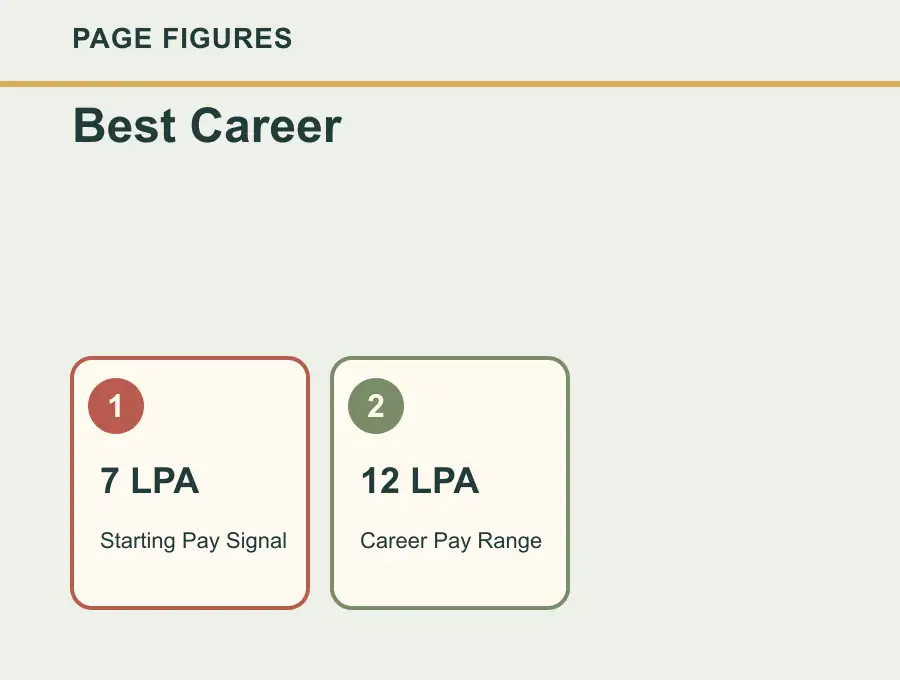 PAGE FIGURES
Best Career
1
7 LPA
Starting Pay Signal
2
12 LPA
Career Pay Range